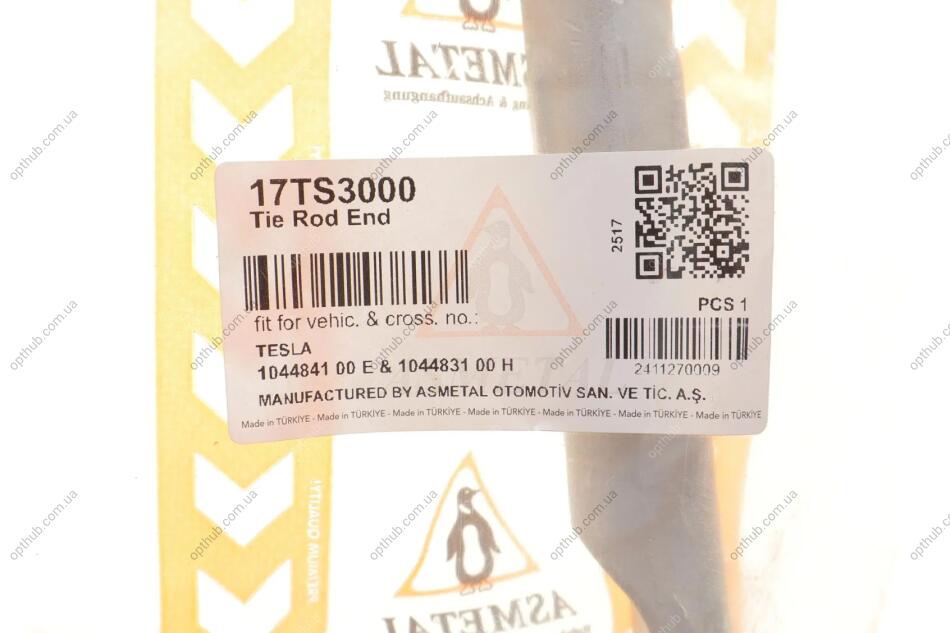 ASMETAL
ng & Achsaufhangung
17TS3000
Tie Rod End
2517
PCS 1
fit for vehic. & cross. no.:
TESLA
1044841 00 E & 1044831 00 H
2411270009
MANUFACTURED BY ASMETAL OTOMOTİV SAN. VE TİC. A.Ş.
Made in TÜRKİYE - Made in TÜRKİYE - Made in TÜRKİYE - Made in TÜRKİYE - Made in TÜRKİYE - Made in TÜRKİYE - Made in TÜRKİYE
ASMETAL
opthub.com.ua